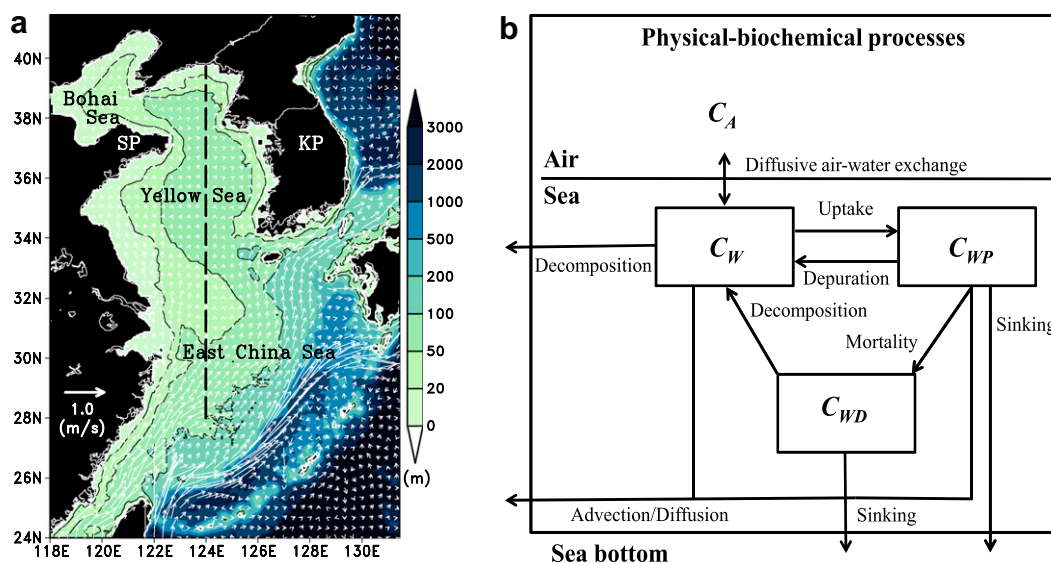 a
40N
38N
36N
34N
32N
30N
28N
26N
24N
118E
120E
122E
124E
126E
128E
130E
Bohai
Sea
SP
KP
Yellow Sea
East China Sea
1.0
(m/s)
3000
2000
1000
500
200
100
50
20
0
(m)
b
Physical-biochemical processes
C_A
Air
Diffusive air-water exchange
Sea
Uptake
C_W
C_WP
Decomposition
Depuration
Decomposition
Sinking
Mortality
C_WD
Advection/Diffusion
Sinking
Sea bottom